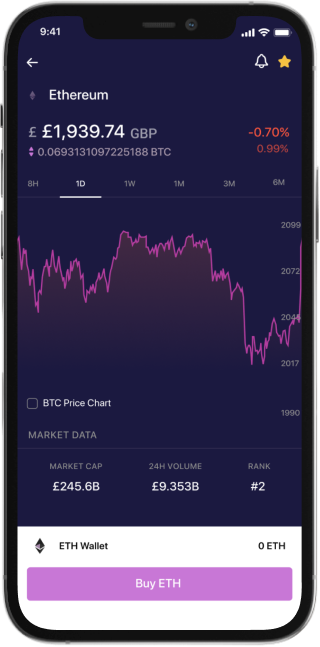 9:41
Ethereum
£ £1,939.74 GBP -0.70%
0.0693131097225188 BTC 0.99%
8H 1D 1W 1M 3M 6M
2099
2072
2045
2017
1990
BTC Price Chart
MARKET DATA
MARKET CAP 24H VOLUME RANK
£245.6B £9.353B #2
ETH Wallet 0 ETH
Buy ETH